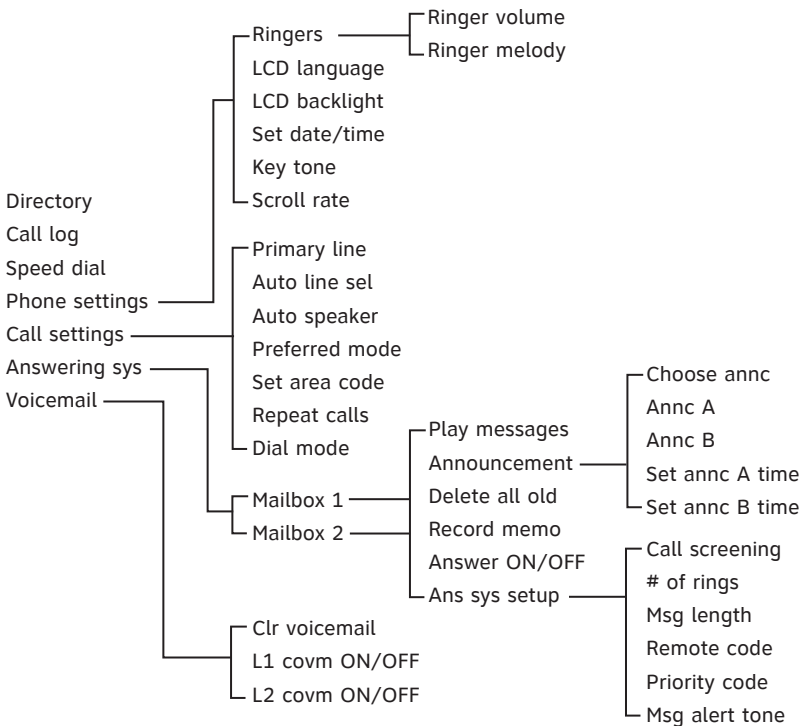 Directory
Call log
Speed dial
Phone settings
Call settings
Answering sys
Voicemail
Ringers
LCD language
LCD backlight
Set date/time
Key tone
Scroll rate
Ringer volume
Ringer melody
Primary line
Auto line sel
Auto speaker
Preferred mode
Set area code
Repeat calls
Dial mode
Mailbox 1
Mailbox 2
Play messages
Announcement
Delete all old
Record memo
Answer ON/OFF
Ans sys setup
Choose annc
Annc A
Annc B
Set annc A time
Set annc B time
Call screening
# of rings
Msg length
Remote code
Priority code
Msg alert tone
Clr voicemail
L1 covm ON/OFF
L2 covm ON/OFF